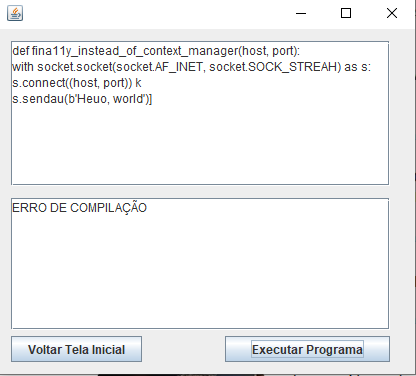 def fina11y_instead_of_context_manager(host, port):
with socket.socket(socket.AF_INET, socket.SOCK_STREAH) as s:
s.connect((host, port)) k
s.sendau(b'Heuo, world')]
ERRO DE COMPILAÇÃO
Voltar Tela Inicial
Executar Programa